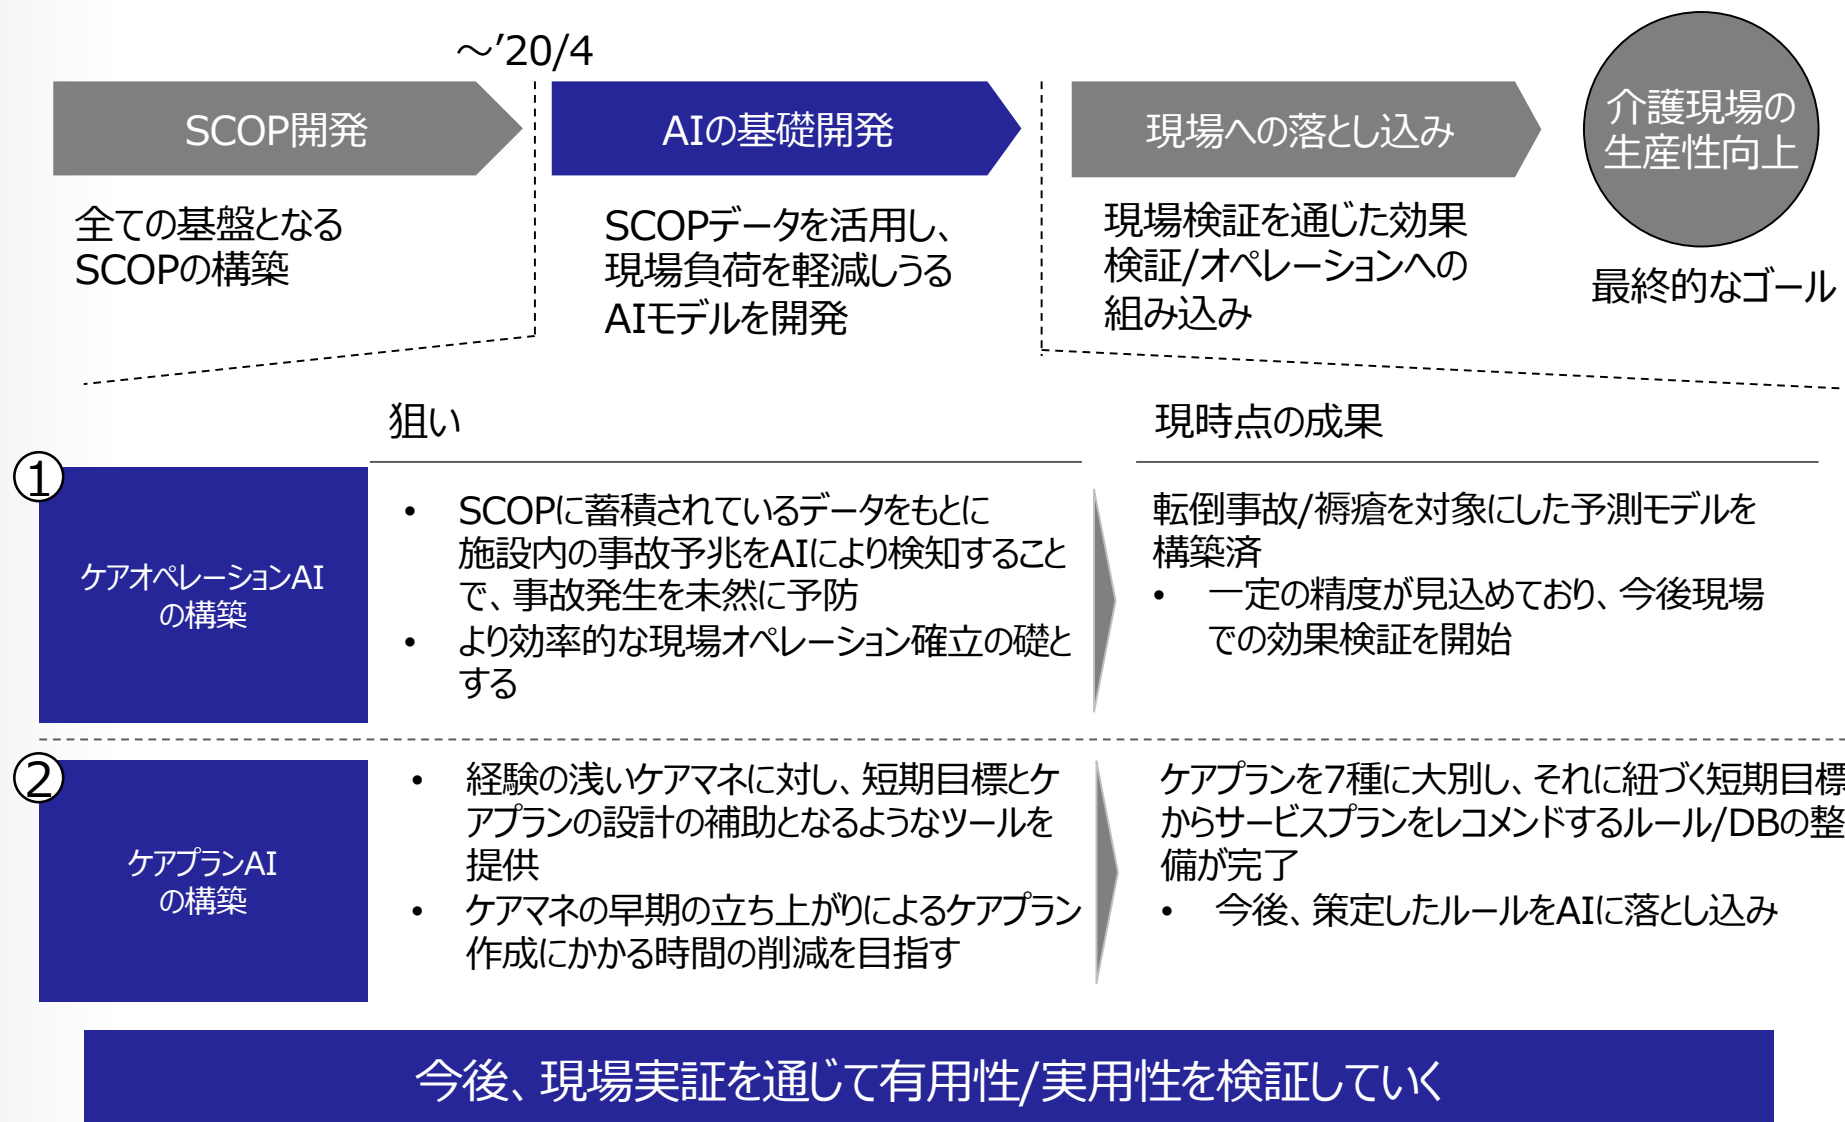 ～’20/4
SCOP開発
AIの基礎開発
現場への落とし込み
介護現場の
生産性向上
全ての基盤となる
SCOPの構築
SCOPデータを活用し、
現場負荷を軽減しうる
AIモデルを開発
現場検証を通じた効果
検証/オペレーションへの
組み込み
最終的なゴール
狙い
現時点の成果
①
ケアオペレーションAI
の構築
• SCOPに蓄積されているデータをもとに
施設内の事故予兆をAIにより検知すること
で、事故発生を未然に予防
• より効率的な現場オペレーション確立の礎と
する
転倒事故/褥瘡を対象にした予測モデルを
構築済
• 一定の精度が見込めており、今後現場
での効果検証を開始
②
ケアプランAI
の構築
• 経験の浅いケアマネに対し、短期目標とケ
アプランの設計の補助となるようなツールを
提供
• ケアマネの早期の立ち上がりによるケアプラン
作成にかかる時間の削減を目指す
ケアプランを7種に大別し、それに紐づく短期目標
からサービスプランをレコメンドするルール/DBの整
備が完了
• 今後、策定したルールをAIに落とし込み
今後、現場実証を通じて有用性/実用性を検証していく